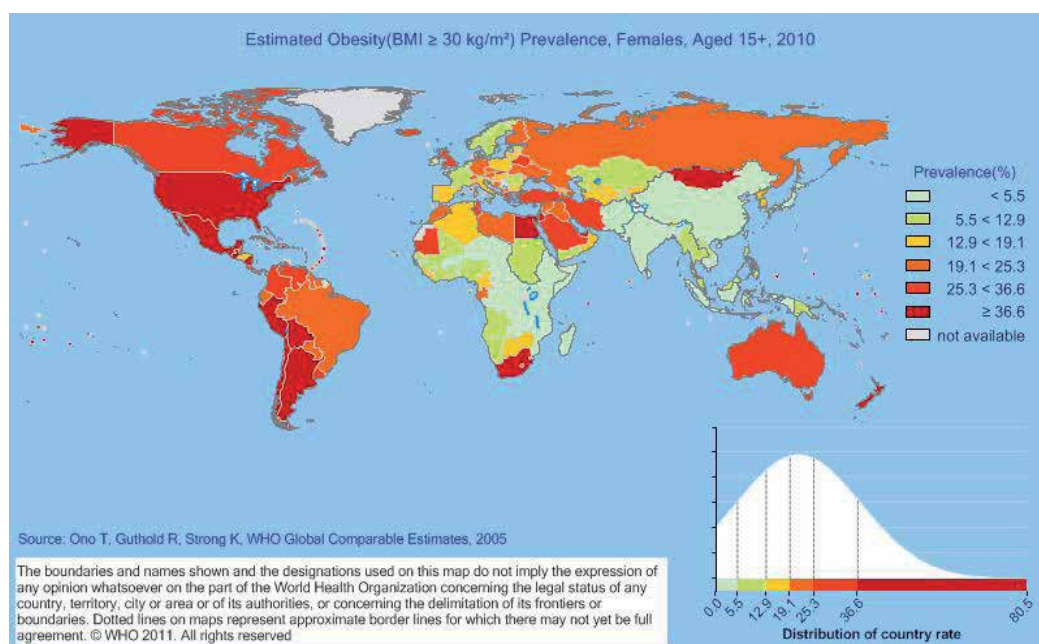 Estimated Obesity(BMI ≥ 30 kg/m²) Prevalence, Females, Aged 15+, 2010
Prevalence(%)
< 5.5
5.5 < 12.9
12.9 < 19.1
19.1 < 25.3
25.3 < 36.6
≥ 36.6
not available
Source: Ono T, Guthold R, Strong K, WHO Global Comparable Estimates, 2005
The boundaries and names shown and the designations used on this map do not imply the expression of
any opinion whatsoever on the part of the World Health Organization concerning the legal status of any
country, territory, city or area or of its authorities, or concerning the delimitation of its frontiers or
boundaries. Dotted lines on maps represent approximate border lines for which there may not yet be full
agreement. © WHO 2011. All rights reserved
0.0 5.5 12.9 19.1 25.3 36.6 80.5
Distribution of country rate